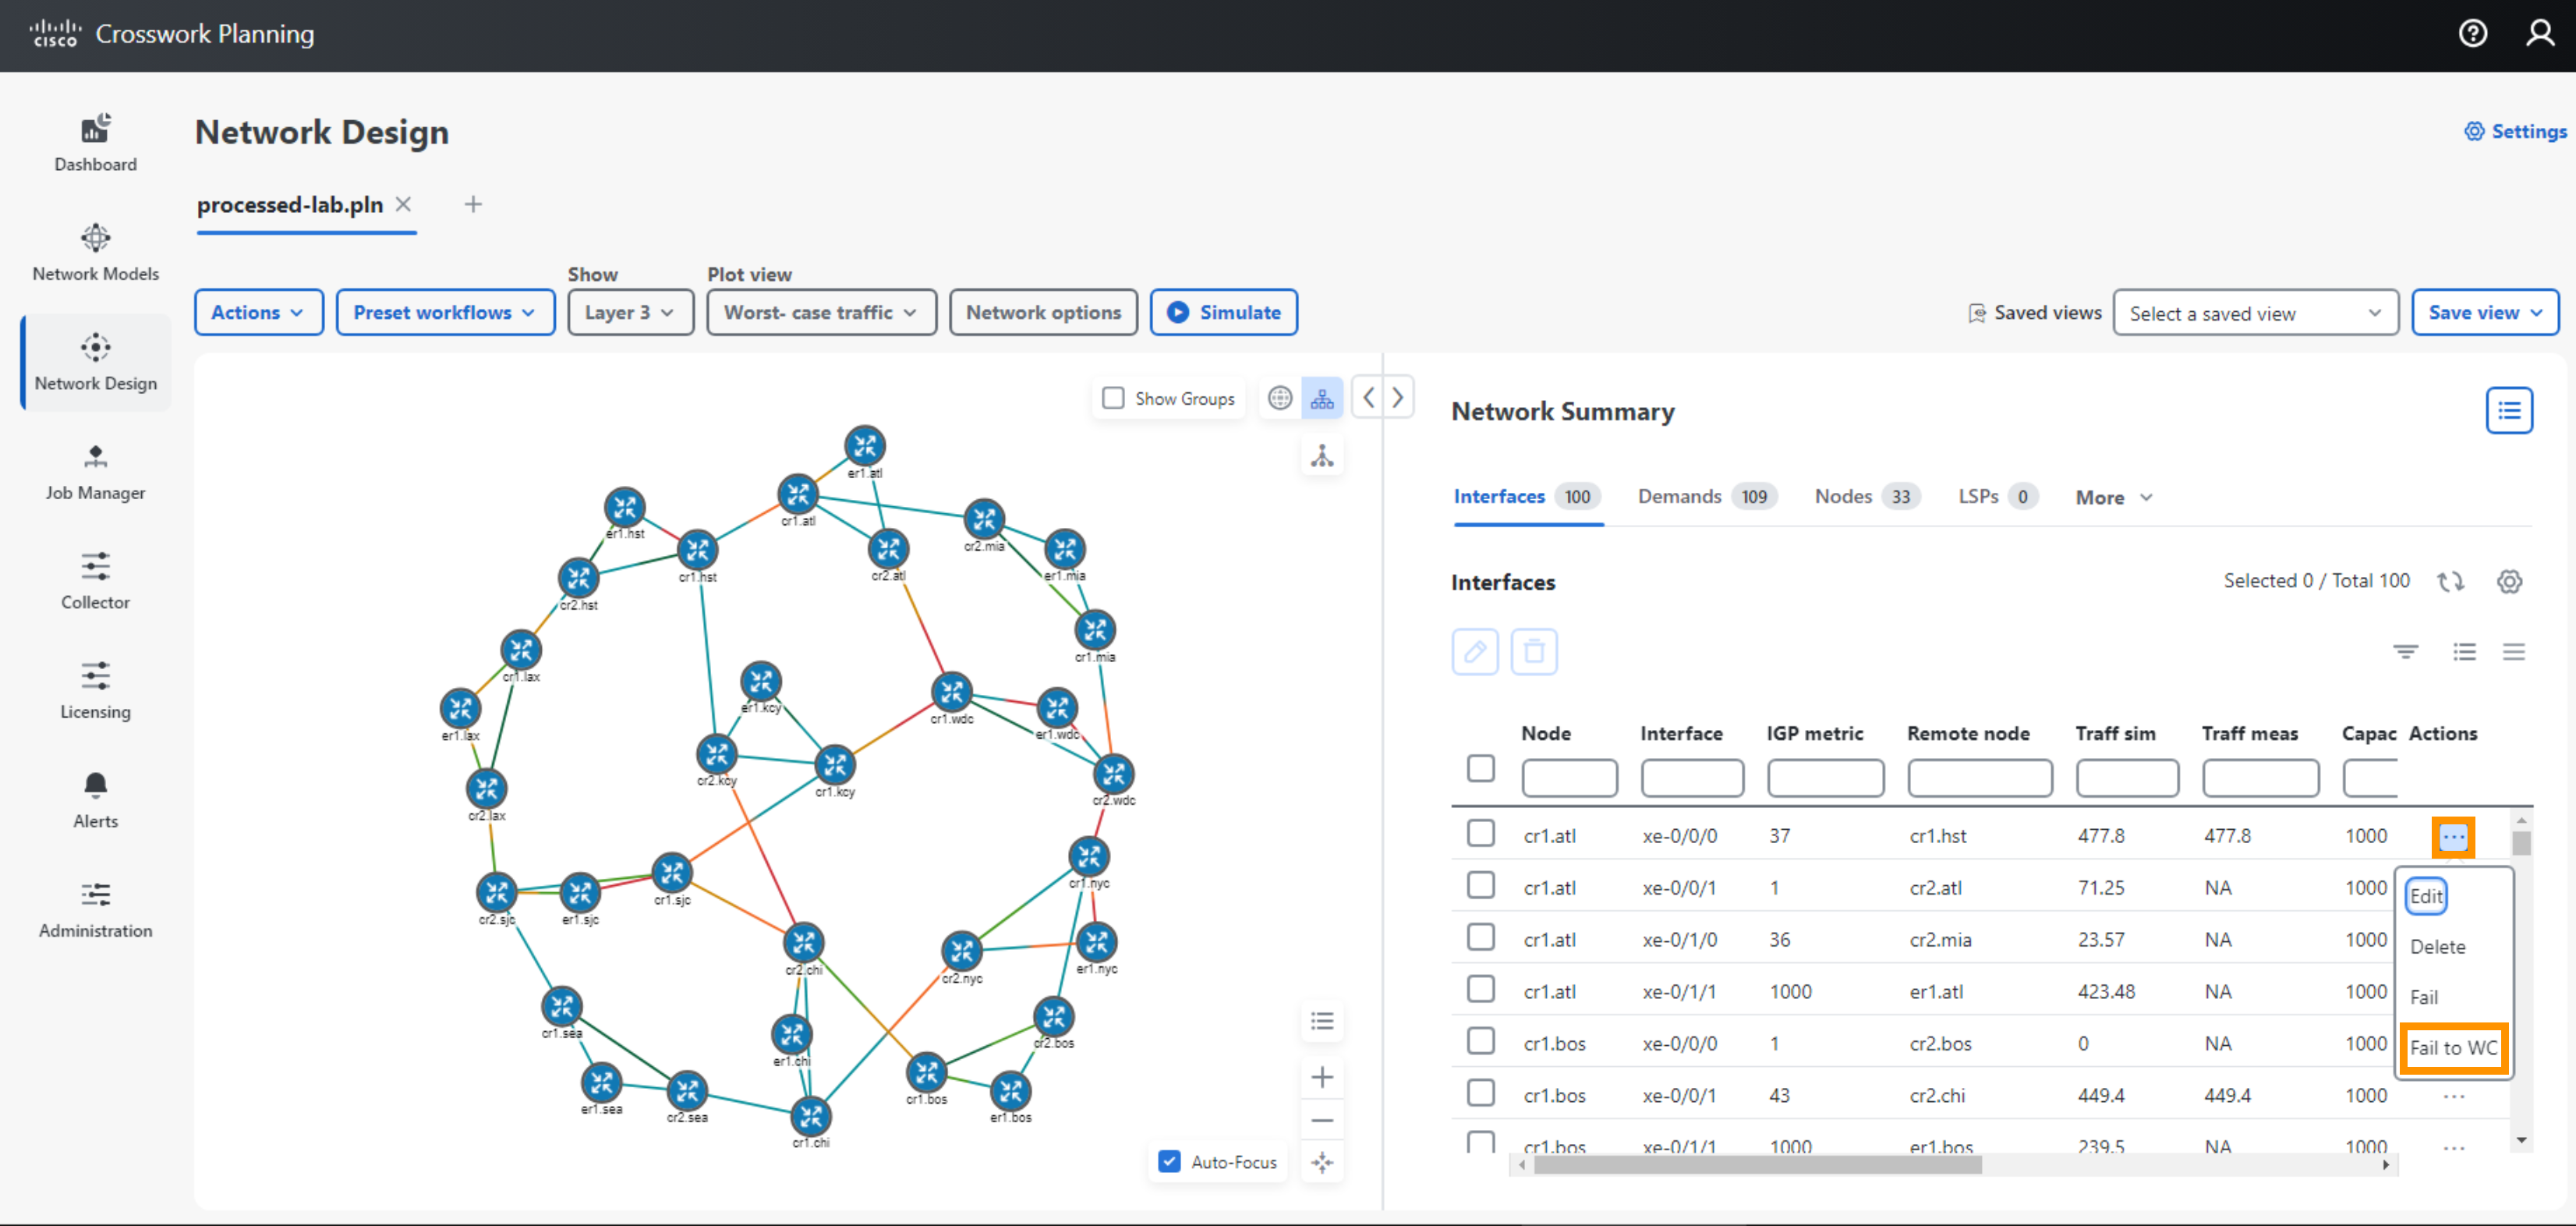 cisco Crosswork Planning
Dashboard
Network Models
Network Design
Job Manager
Collector
Licensing
Alerts
Administration
Network Design
Settings
processed-lab.pln
Show
Plot view
Actions
Preset workflows
Layer 3
Worst- case traffic
Network options
Simulate
Saved views
Select a saved view
Save view
Show Groups
er1.atl
cr1.atl
er1.hst
cr1.hst
cr2.hst
cr2.atl
cr2.mia
er1.mia
cr1.mia
cr1.lax
er1.lax
cr2.lax
er1.kcy
cr2.kcy
cr1.kcy
cr1.wdc
er1.wdc
cr2.wdc
cr1.nyc
cr2.sjc
er1.sjc
cr1.sjc
cr2.chi
cr2.nyc
er1.nyc
cr1.sea
er1.chi
cr2.bos
er1.sea
cr2.sea
cr1.chi
cr1.bos
er1.bos
Auto-Focus
Network Summary
Interfaces 100 Demands 109 Nodes 33 LSPs 0 More
Interfaces
Selected 0 / Total 100
Node Interface IGP metric Remote node Traff sim Traff meas Capac Actions
cr1.atl xe-0/0/0 37 cr1.hst 477.8 477.8 1000 ...
cr1.atl xe-0/0/1 1 cr2.atl 71.25 NA 1000
cr1.atl xe-0/1/0 36 cr2.mia 23.57 NA 1000
cr1.atl xe-0/1/1 1000 er1.atl 423.48 NA 1000
cr1.bos xe-0/0/0 1 cr2.bos 0 NA 1000
cr1.bos xe-0/0/1 43 cr2.chi 449.4 449.4 1000 ...
cr1.bos xe-0/1/1 1000 er1.bos 239.5 NA 1000 ...
Edit
Delete
Fail
Fail to WC